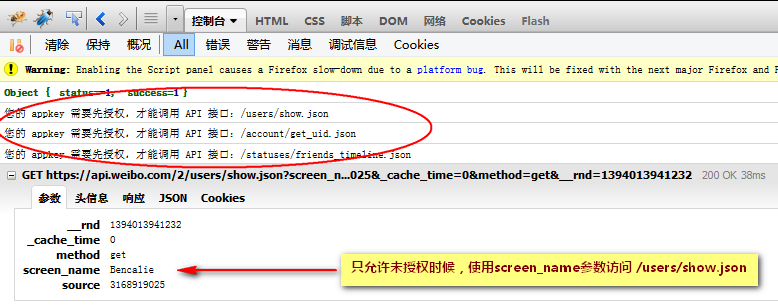 控制台 HTML CSS 脚本 DOM 网络 Cookies Flash
清除 保持 概况 All 错误 警告 消息 调试信息 Cookies
Warning: Enabling the Script panel causes a Firefox slow-down due to a platform bug. This will be fixed with the next major Firefox and F
Object { status=1, success=1 }
您的 appkey 需要先授权，才能调用 API 接口：/users/show.json
您的 appkey 需要先授权，才能调用 API 接口：/account/get_uid.json
您的 appkey 需要先授权，才能调用 API 接口：/statuses/friends_timeline.json
GET https://api.weibo.com/2/users/show.json?screen_n...025&_cache_time=0&method=get&__rnd=1394013941232 200 OK 38ms
参数 头信息 响应 JSON Cookies
__rnd 1394013941232
_cache_time 0
method get
screen_name Bencalie
只允许未授权时候，使用screen_name参数访问 /users/show.json
source 3168919025